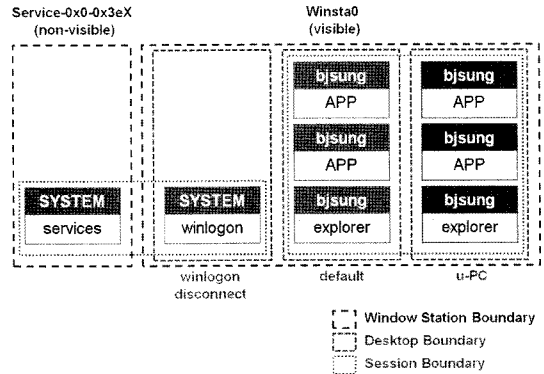 Service-0x0-0x3eX
(non-visible)
Winsta0
(visible)
bjsung
APP
bjsung
APP
bjsung
APP
bjsung
APP
SYSTEM
services
SYSTEM
winlogon
bjsung
explorer
bjsung
explorer
winlogon
disconnect
default
u-PC
Window Station Boundary
Desktop Boundary
Session Boundary